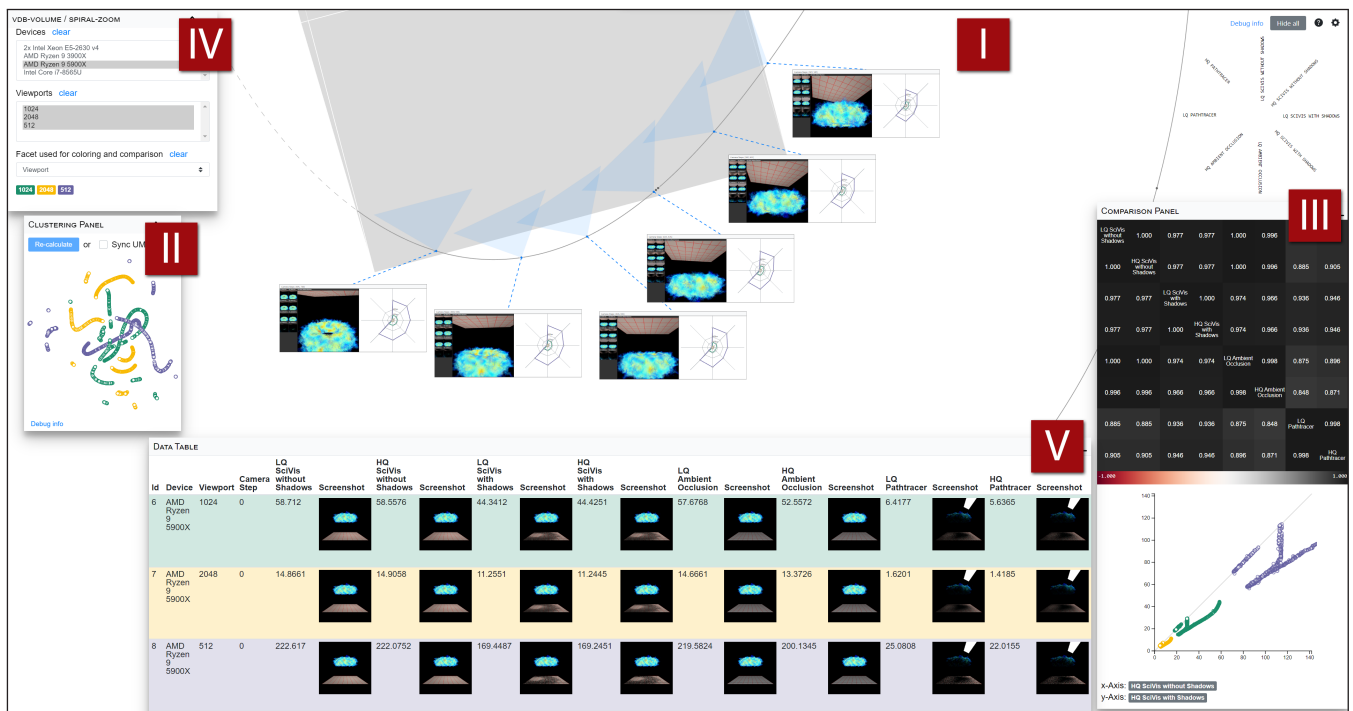 VDB-VOLUME / SPIRAL-ZOOM
Devices clear
2x Intel Xeon E5-2630 v4
AMD Ryzen 9 3900X
AMD Ryzen 9 5900X
Intel Core i7-8565U
Viewports clear
1024
2048
512
Facet used for coloring and comparison clear
Viewport
1024 2048 512
IV
I
Debug info Hide all
HQ PATHTRACER
LQ SCIVIS WITHOUT SHADOWS
HQ SCIVIS WITHOUT SHADOWS
LQ PATHTRACER
LQ SCIVIS WITH SHADOWS
HQ AMBIENT OCCLUSION
LQ AMBIENT OCCLUSION
HQ SCIVIS WITH SHADOWS
CLUSTERING PANEL
Re-calculate or Sync UM
II
Debug info
COMPARISON PANEL
III
LQ SciVis without Shadows 1.000 0.977 0.977 1.000 0.996
1.000 HQ SciVis without Shadows 0.977 0.977 1.000 0.996 0.885 0.905
0.977 0.977 LQ SciVis with Shadows 1.000 0.974 0.966 0.936 0.946
0.977 0.977 1.000 HQ SciVis with Shadows 0.974 0.966 0.936 0.946
1.000 1.000 0.974 0.974 LQ Ambient Occlusion 0.998 0.875 0.896
0.996 0.996 0.966 0.966 0.998 HQ Ambient Occlusion 0.848 0.871
0.885 0.885 0.936 0.936 0.875 0.848 LQ Pathtracer 0.998
0.905 0.905 0.946 0.946 0.896 0.871 0.998 HQ Pathtracer
-1.000 1.000
140
120
100
80
60
40
20
0
0 20 40 60 80 100 120 140
x-Axis: HQ SciVis without Shadows
y-Axis: HQ SciVis with Shadows
V
DATA TABLE
Id Device Viewport Camera Step LQ SciVis without Shadows Screenshot HQ SciVis without Shadows Screenshot LQ SciVis with Shadows Screenshot HQ SciVis with Shadows Screenshot LQ Ambient Occlusion Screenshot HQ Ambient Occlusion Screenshot LQ Pathtracer Screenshot HQ Pathtracer Screenshot
6 AMD Ryzen 9 5900X 1024 0 58.712 58.5576 44.3412 44.4251 57.6768 52.5572 6.4177 5.6365
7 AMD Ryzen 9 5900X 2048 0 14.8661 14.9058 11.2551 11.2445 14.6661 13.3726 1.6201 1.4185
8 AMD Ryzen 9 5900X 512 0 222.617 222.0752 169.4487 169.2451 219.5824 200.1345 25.0808 22.0155